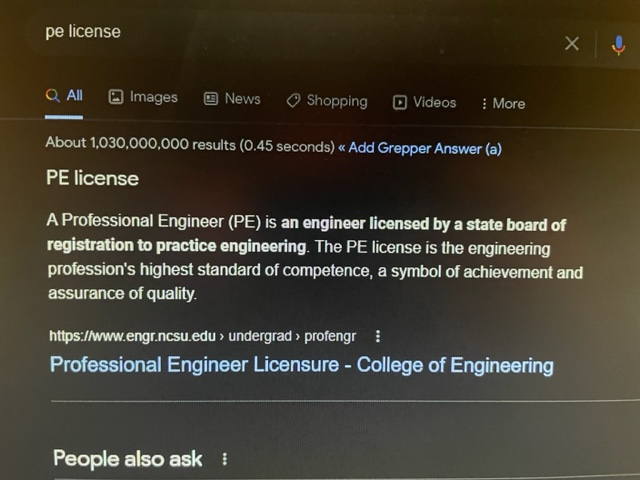 pe license
All Images News Shopping Videos More
About 1,030,000,000 results (0.45 seconds) « Add Grepper Answer (a)
PE license
A Professional Engineer (PE) is an engineer licensed by a state board of
registration to practice engineering. The PE license is the engineering
profession's highest standard of competence, a symbol of achievement and
assurance of quality.
https://www.engr.ncsu.edu › undergrad › profengr
Professional Engineer Licensure - College of Engineering
People also ask